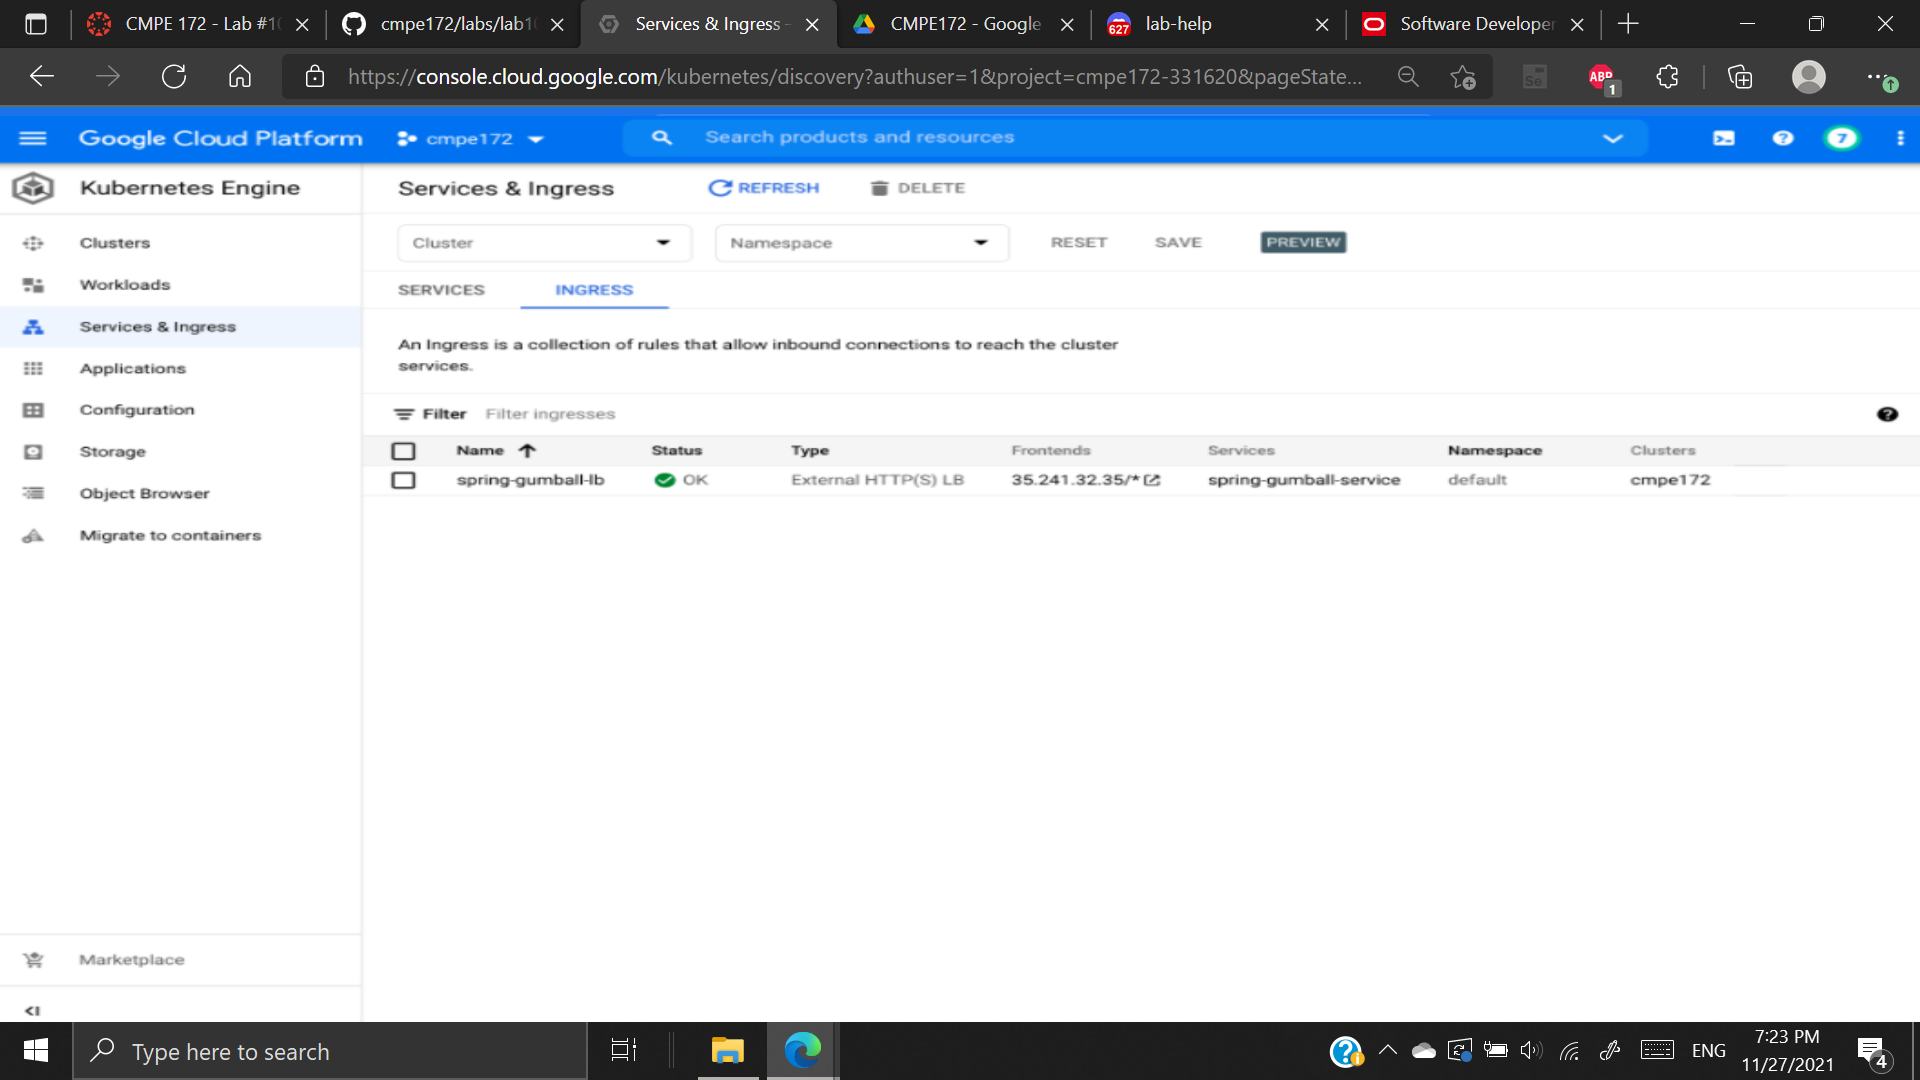 CMPE 172 - Lab #10
cmpe172/labs/lab10
Services & Ingress -
CMPE172 - Google
627
lab-help
Software Developer
https://console.cloud.google.com/kubernetes/discovery?authuser=1&project=cmpe172-331620&pageState...
Se
ABP
1
Google Cloud Platform
cmpe172
Search products and resources
7
Kubernetes Engine
Services & Ingress
REFRESH
DELETE
Clusters
Workloads
Services & Ingress
Applications
Configuration
Storage
Object Browser
Migrate to containers
Marketplace
Cluster
Namespace
RESET
SAVE
PREVIEW
SERVICES
INGRESS
An Ingress is a collection of rules that allow inbound connections to reach the cluster
services.
Filter
Filter ingresses
Name Status Type Frontends Services Namespace Clusters
spring-gumball-lb OK External HTTP(S) LB 35.241.32.35/* spring-gumball-service default cmpe172
Type here to search
ENG
7:23 PM
11/27/2021
4